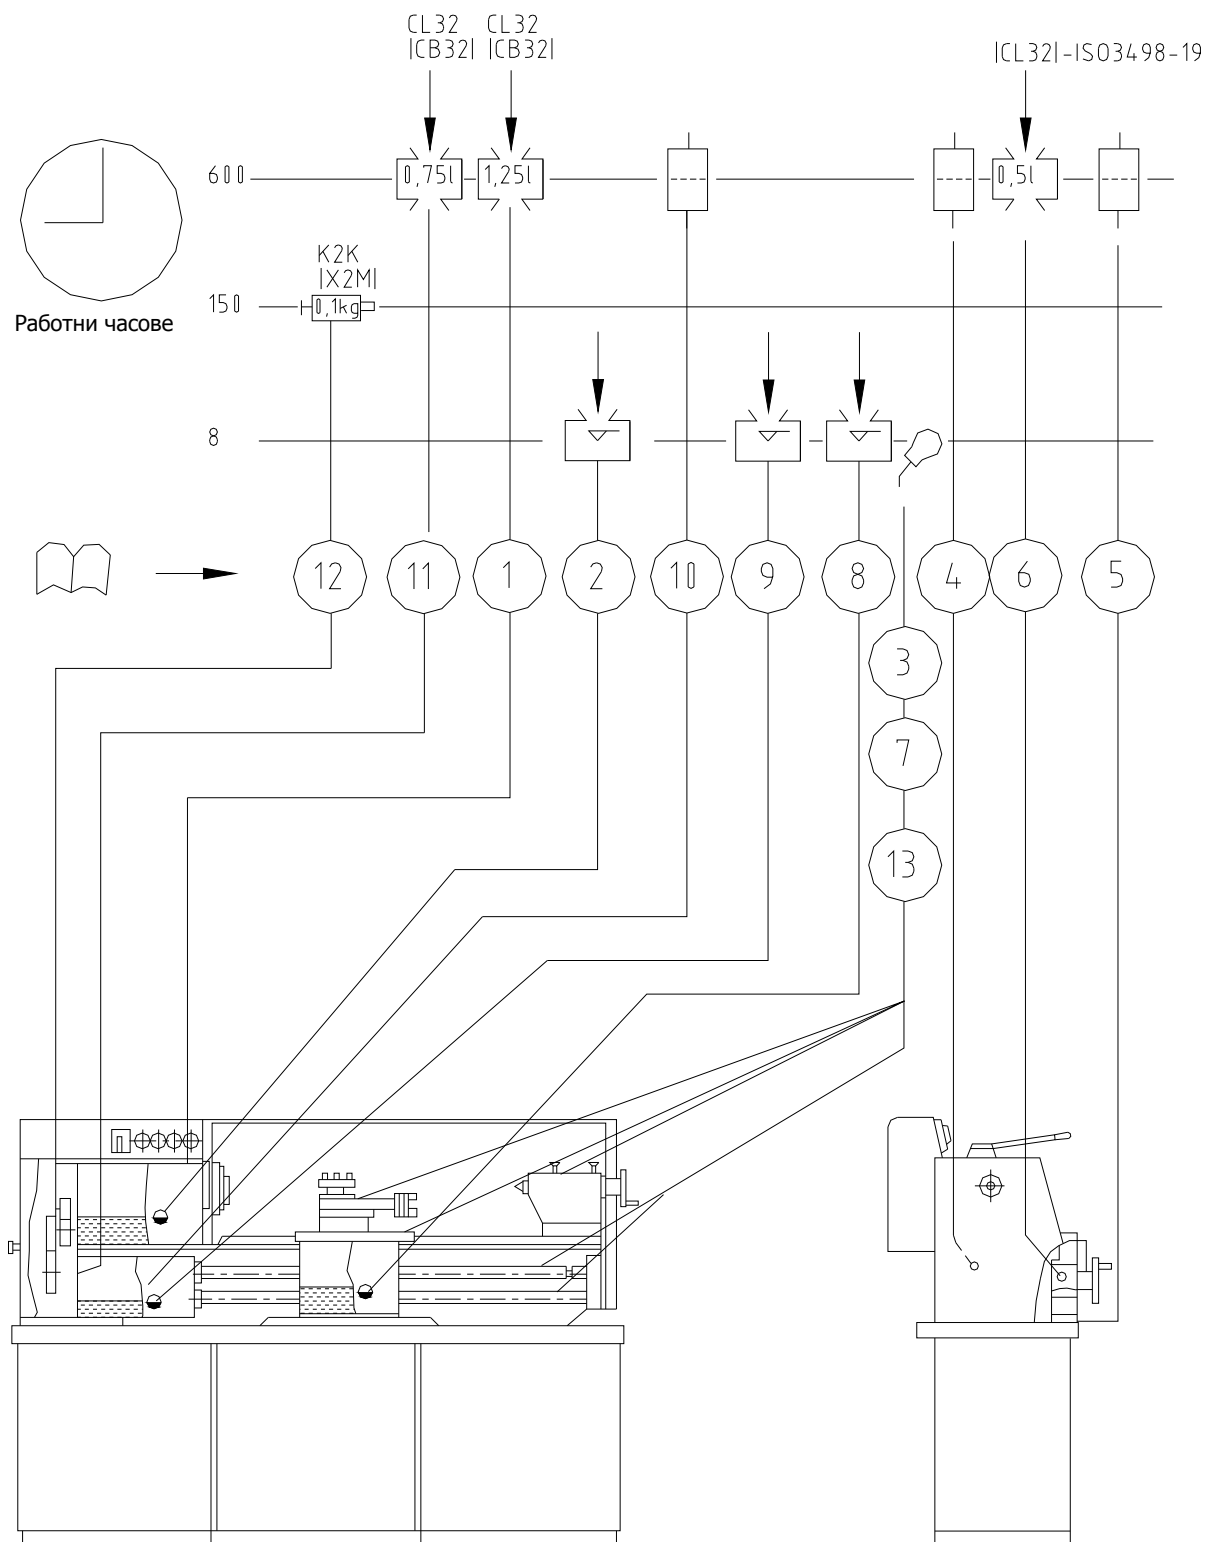 CL32 CL32
|CB32| |CB32|
|CL32|-ISO3498-19
600 0,75l 1,25l 0,5l
K2K
|X2M|
150 0,1kg
Работни часове
8
12 11 1 2 10 9 8 4 6 5
3
7
13